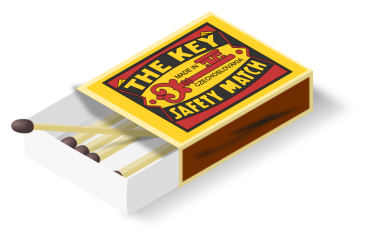 THE KEY
MADE IN
CZECHOSLOVAKIA
SAFETY MATCH